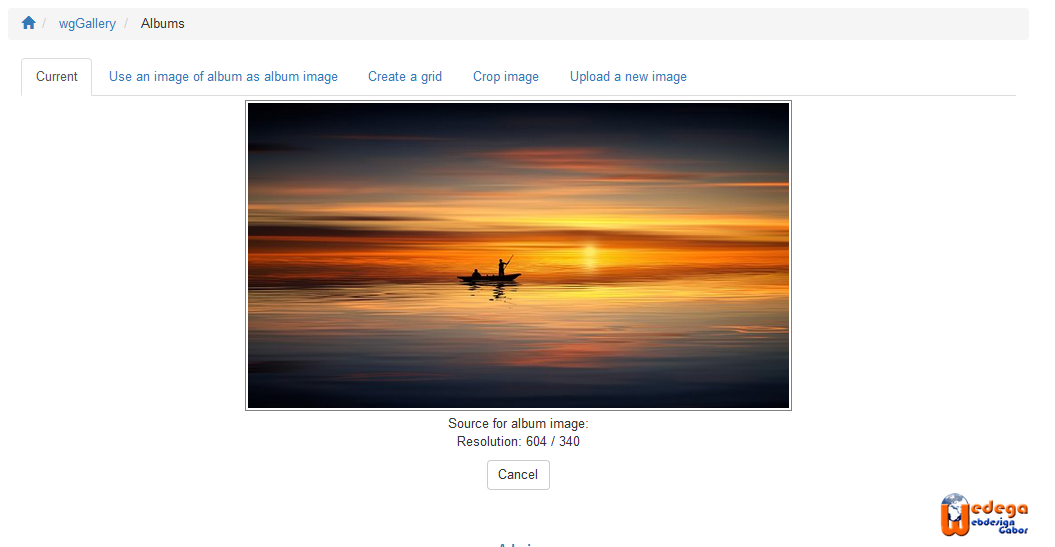 / wgGallery / Albums
Current Use an image of album as album image Create a grid Crop image Upload a new image
Source for album image:
Resolution: 604 / 340
Cancel
Wedega
Webdesign
Gabor